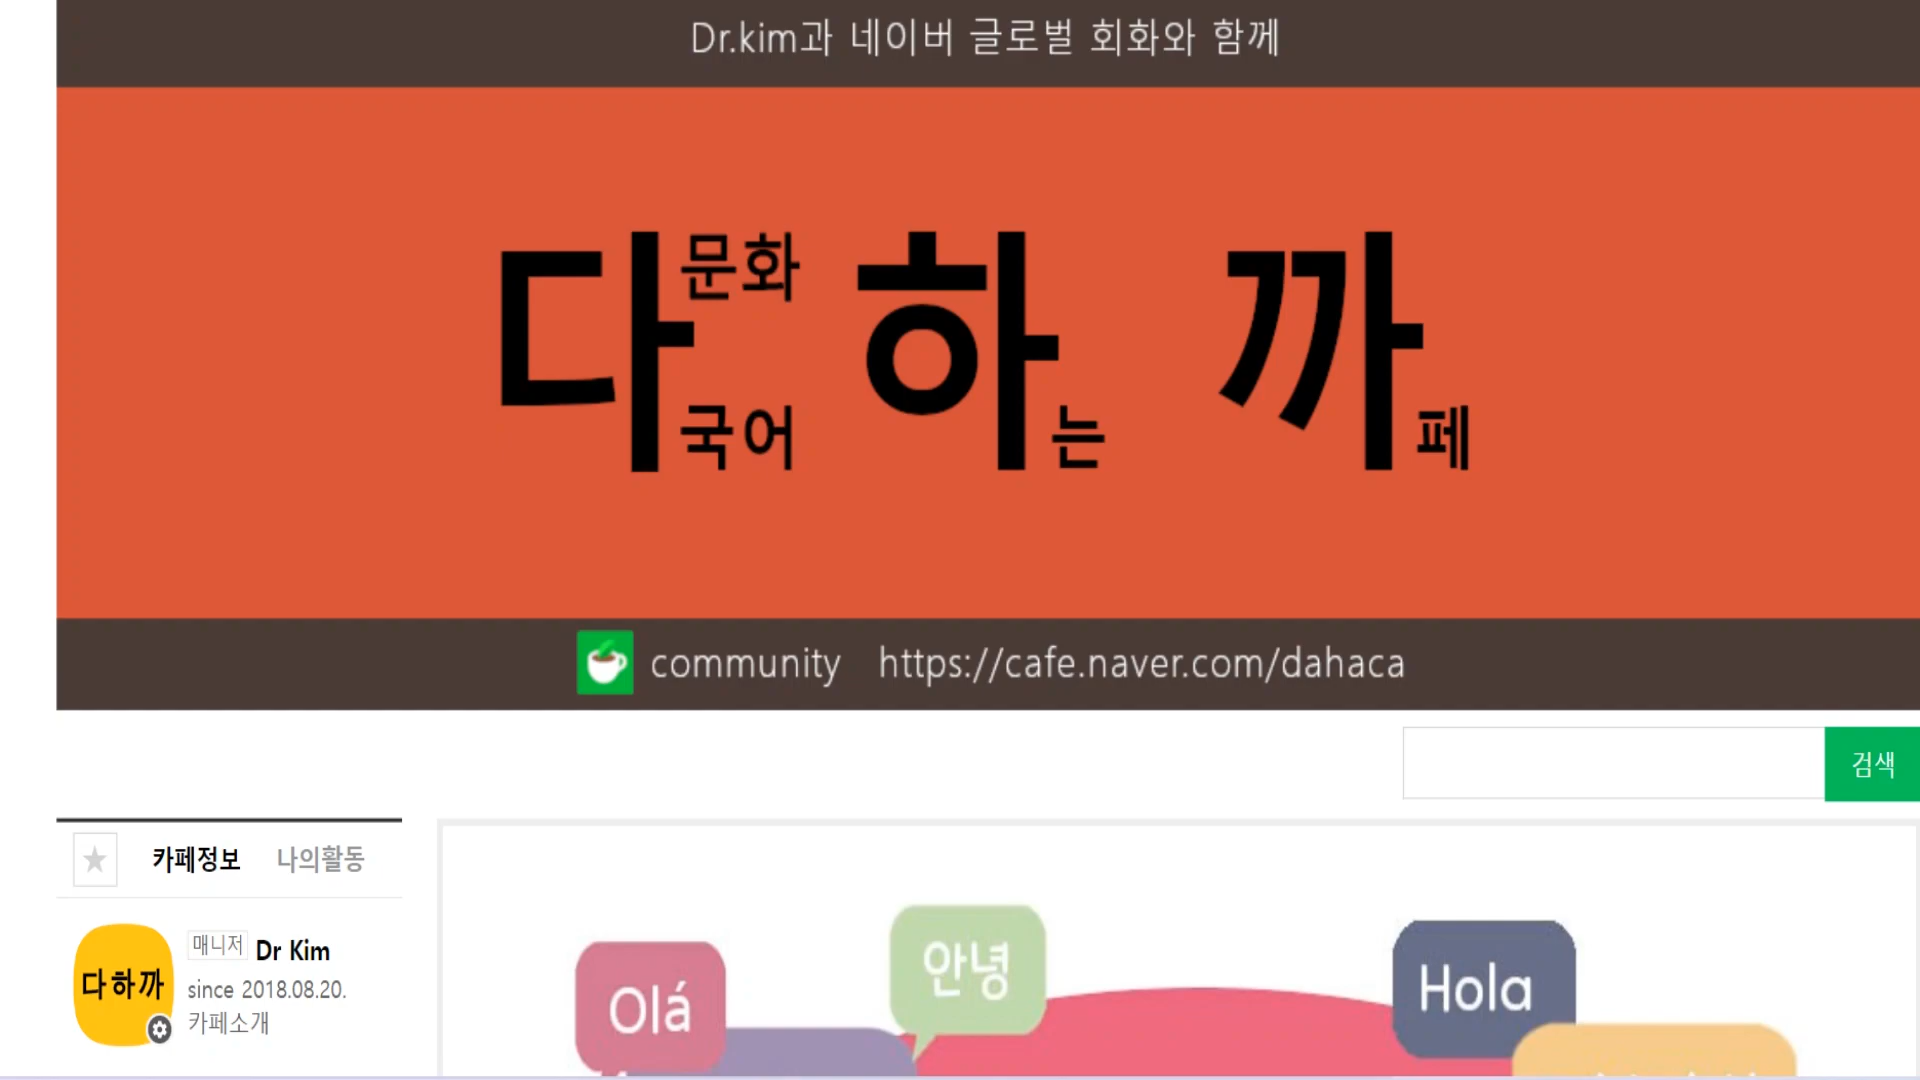 Dr.kim과 네이버 글로벌 회화와 함께
다문화 하 까
국어 는 페
community https://cafe.naver.com/dahaca
검색
카페정보 나의활동
매니저 Dr Kim
다하까
since 2018.08.20.
카페소개
안녕
Olá
Hola